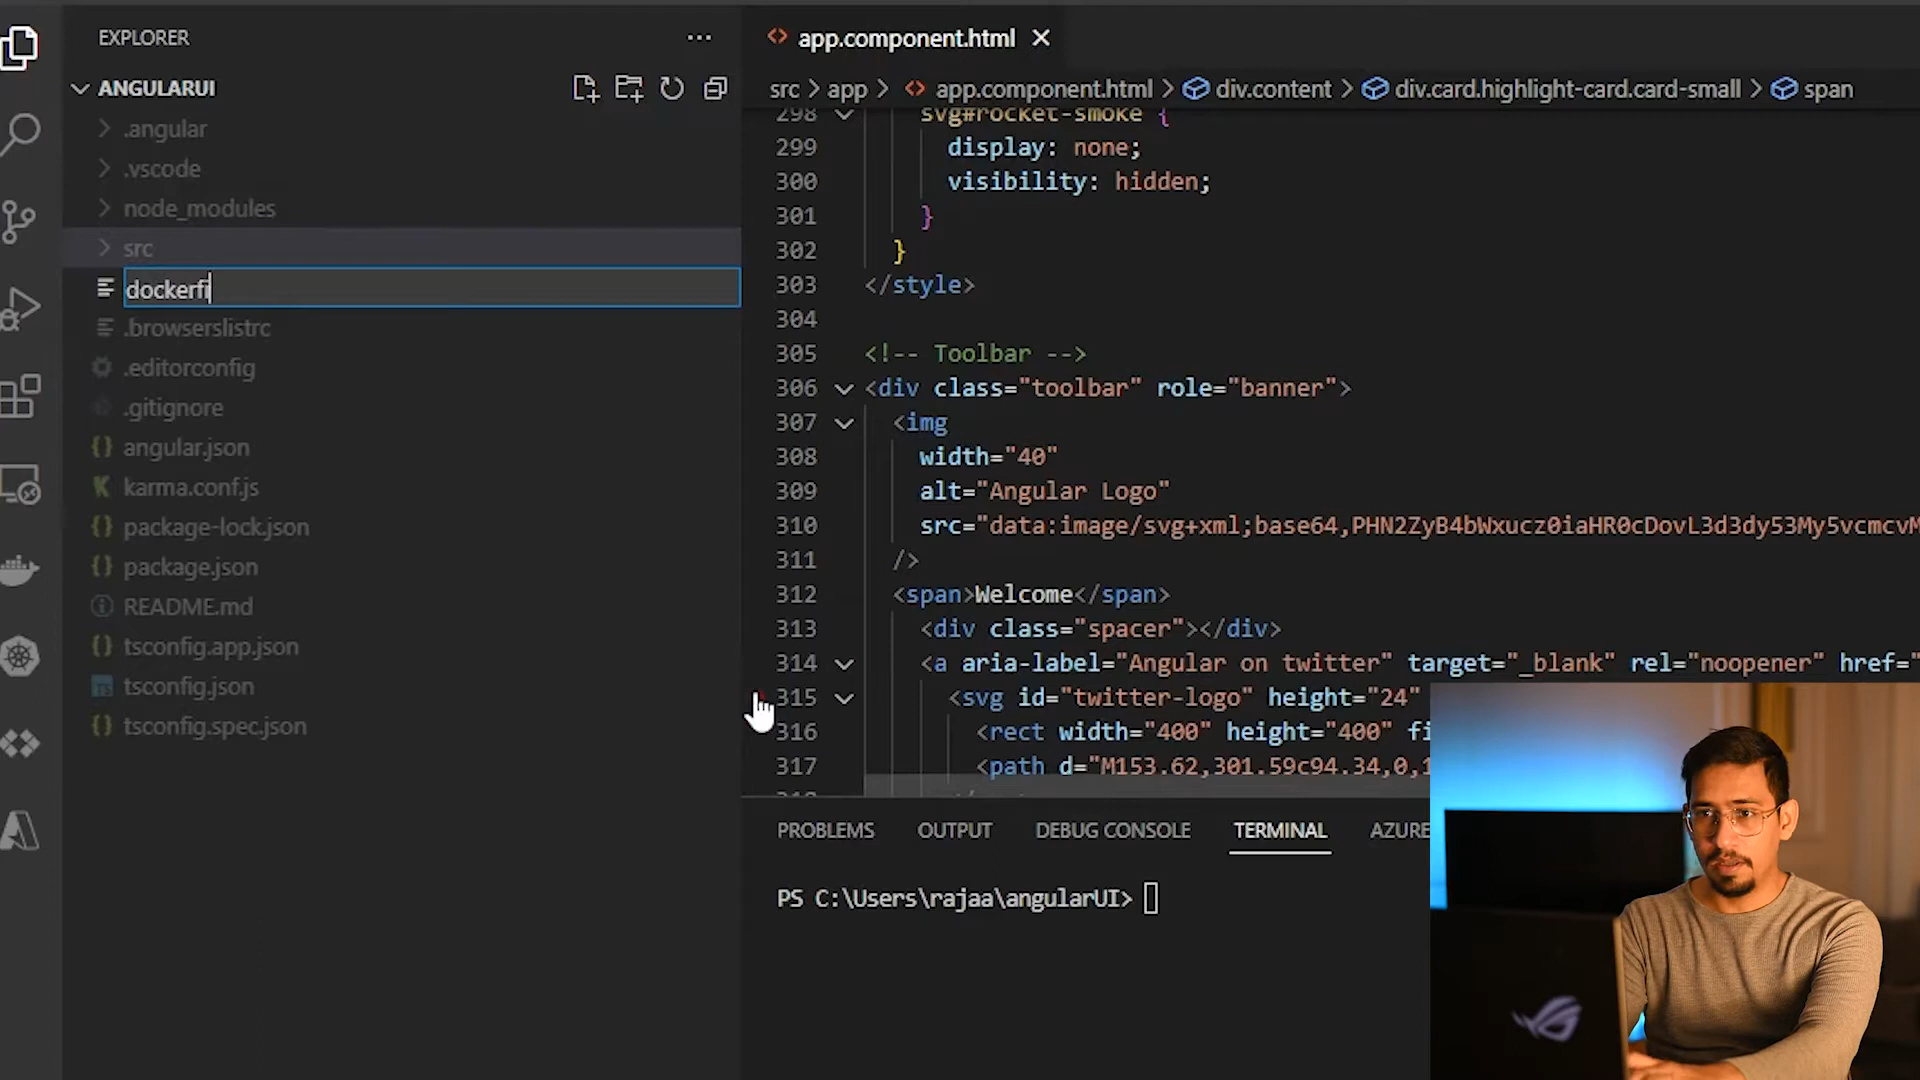 EXPLORER
ANGULARUI
.angular
.vscode
node_modules
src
dockerfi
.browserslistrc
.editorconfig
.gitignore
angular.json
karma.conf.js
package-lock.json
package.json
README.md
tsconfig.app.json
tsconfig.json
tsconfig.spec.json
app.component.html
src > app > app.component.html > div.content > div.card.highlight-card.card-small > span
298 svg#rocket-smoke {
299 display: none;
300 visibility: hidden;
301 }
302 }
303 </style>
304
305 <!-- Toolbar -->
306 <div class="toolbar" role="banner">
307 <img
308 width="40"
309 alt="Angular Logo"
310 src="data:image/svg+xml;base64,PHN2ZyB4bWxucz0iaHR0cDovL3d3dy53My5vcmcvM
311 />
312 <span>Welcome</span>
313 <div class="spacer"></div>
314 <a aria-label="Angular on twitter" target="_blank" rel="noopener" href="
315 <svg id="twitter-logo" height="24"
316 <rect width="400" height="400" fi
317 <path d="M153.62,301.59c94.34,0,1
PROBLEMS OUTPUT DEBUG CONSOLE TERMINAL AZURE
PS C:\Users\rajaa\angularUI>